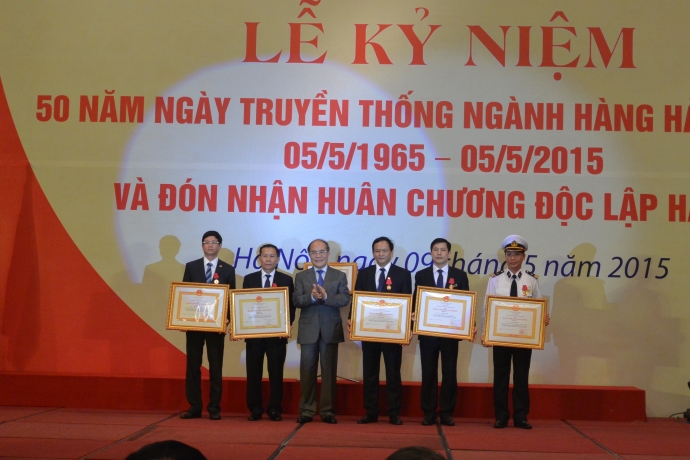 LỄ KỶ NIỆM
50 NĂM NGÀY TRUYỀN THỐNG NGÀNH HÀNG
05/5/1965 – 05/5/2015
VÀ ĐÓN NHẬN HUÂN CHƯƠNG ĐỘC LẬP
Hà Nội, ngày 09 tháng 5 năm 2015